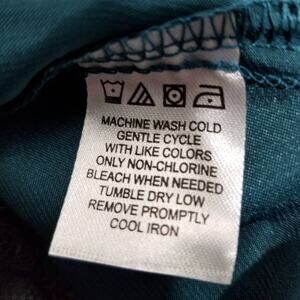 MACHINE WASH COLD
GENTLE CYCLE
WITH LIKE COLORS
ONLY NON-CHLORINE
BLEACH WHEN NEEDED
TUMBLE DRY LOW
REMOVE PROMPTLY
COOL IRON